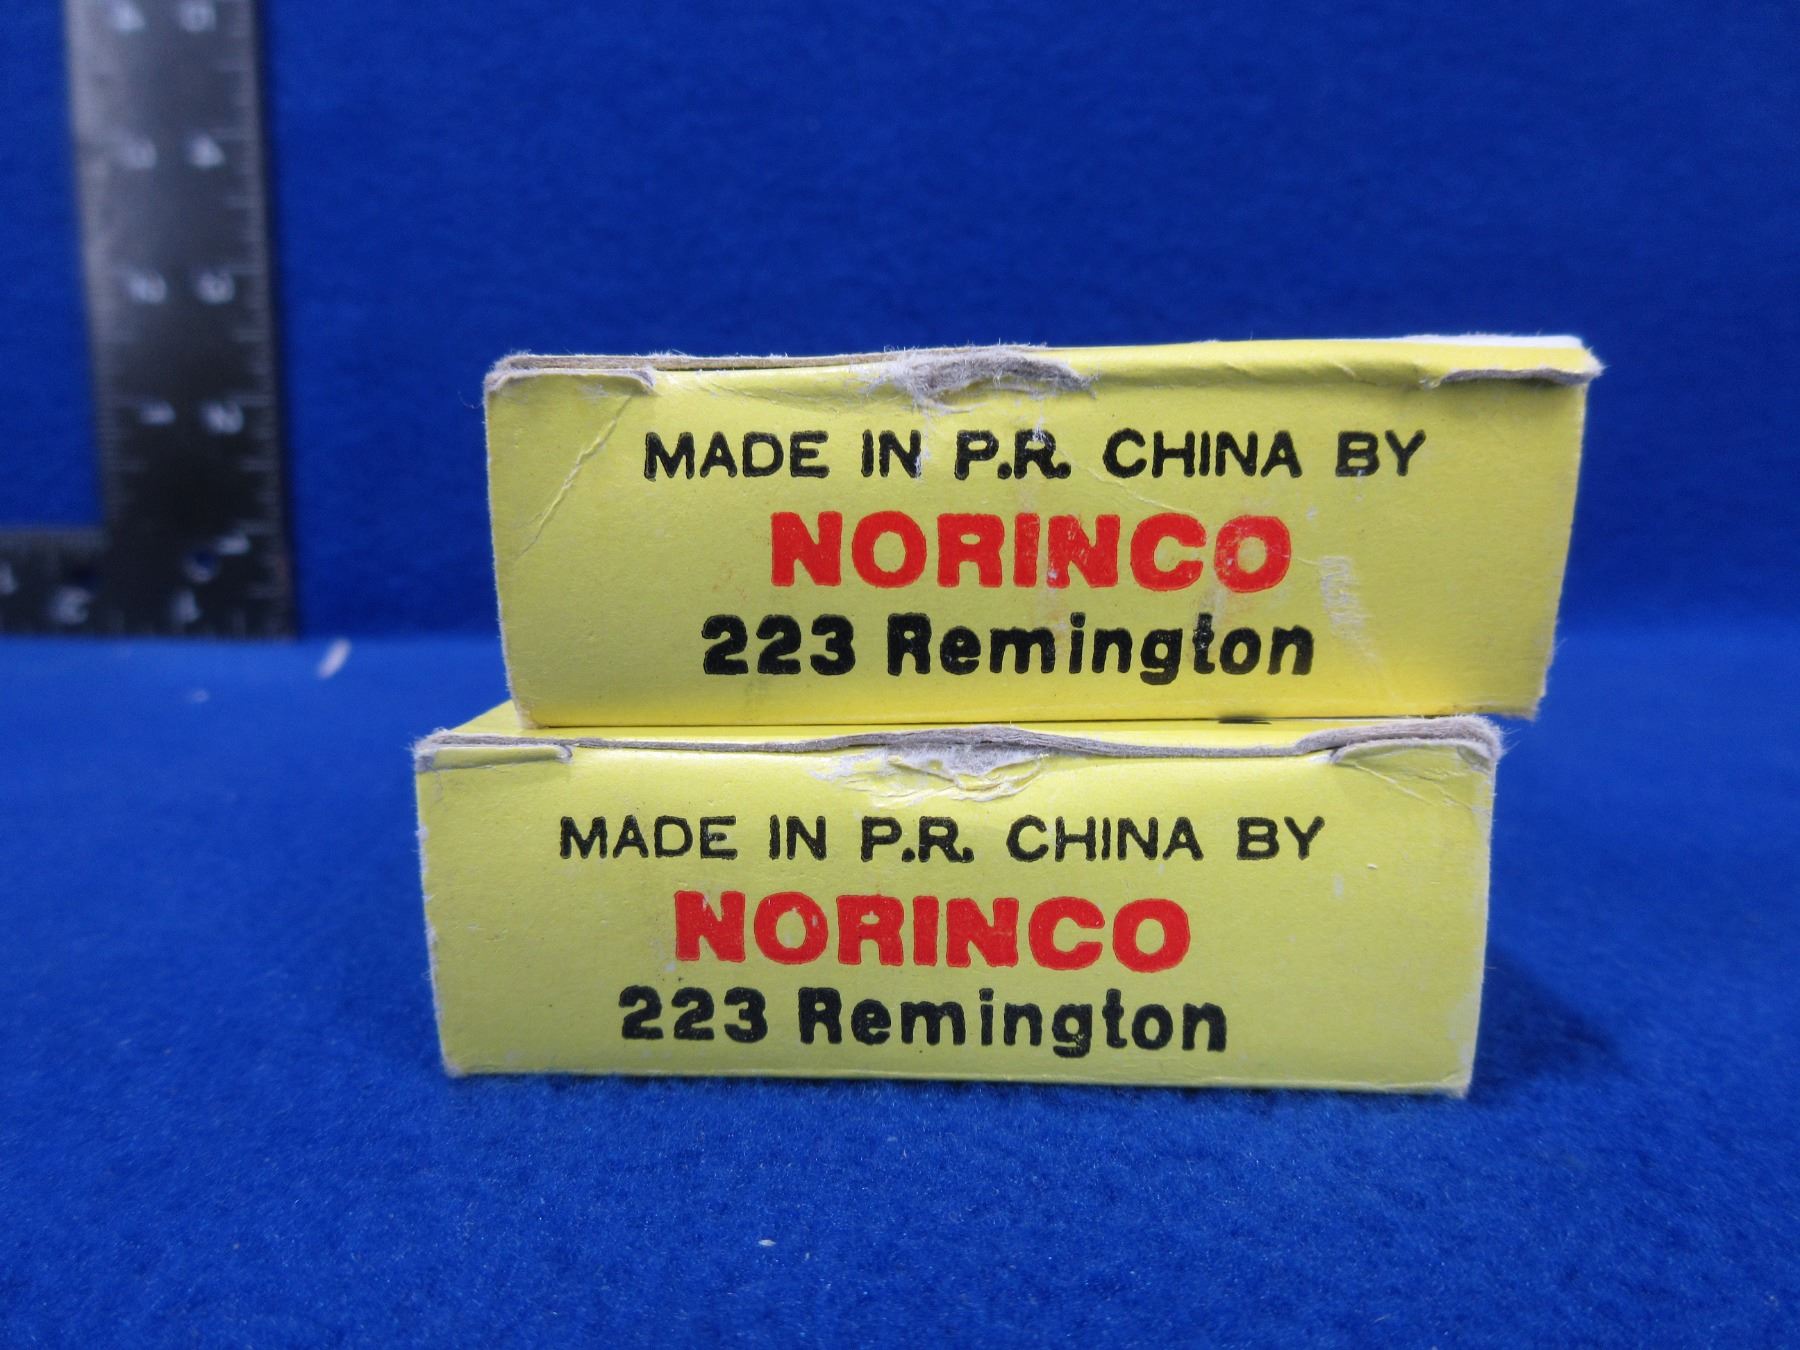 MADE IN P.R. CHINA BY
NORINCO
223 Remington
MADE IN P.R. CHINA BY
NORINCO
223 Remington